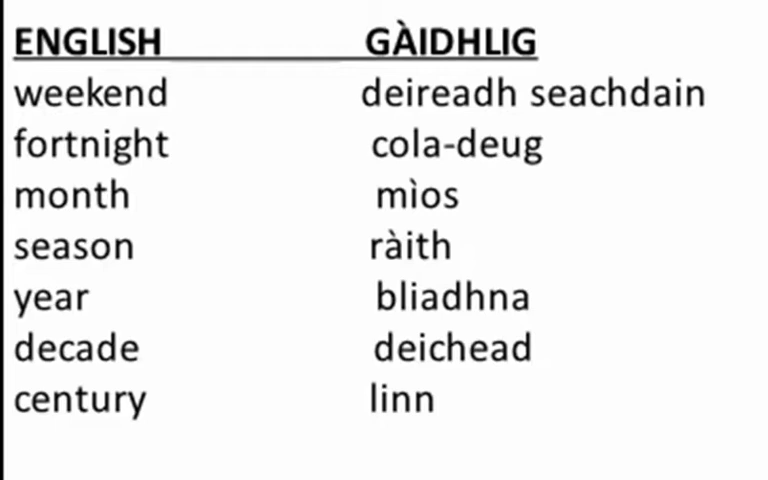 ENGLISH GÀIDHLIG
weekend deireadh seachdain
fortnight cola-deug
month mìos
season ràith
year bliadhna
decade deichead
century linn